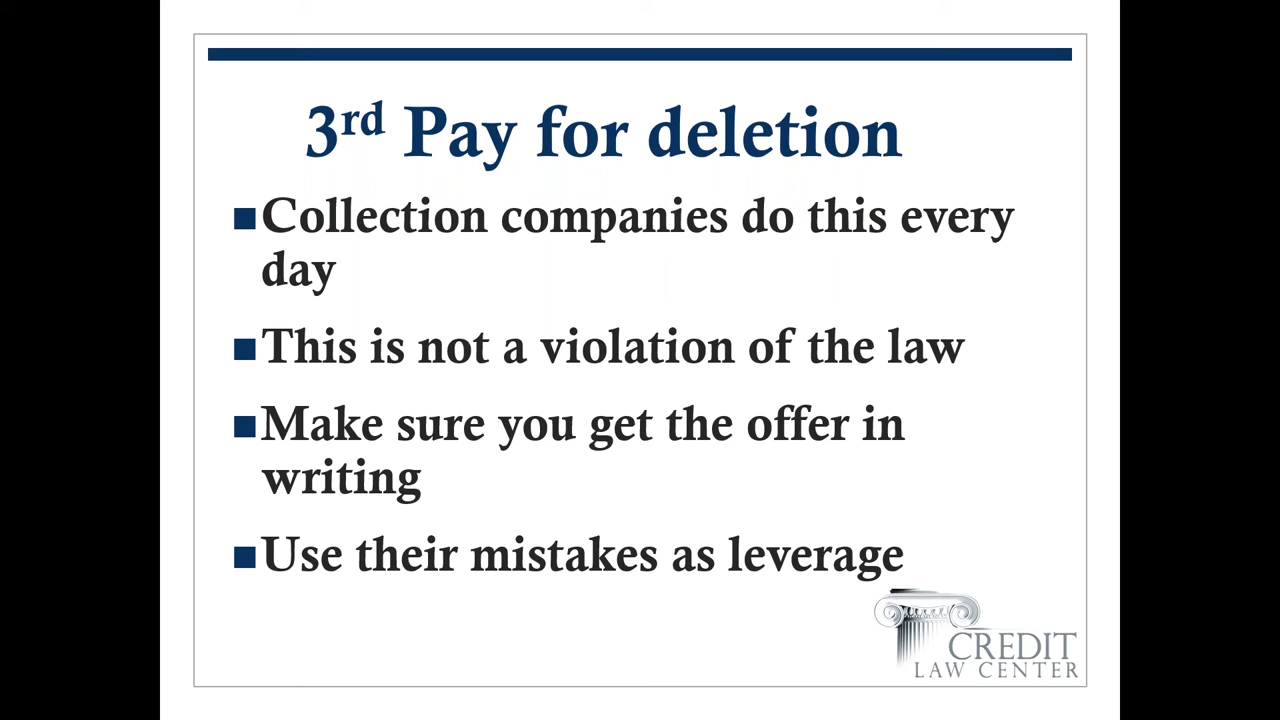 3rd Pay for deletion
■Collection companies do this every
day
■This is not a violation of the law
■Make sure you get the offer in
writing
■Use their mistakes as leverage
CREDIT
LAW CENTER